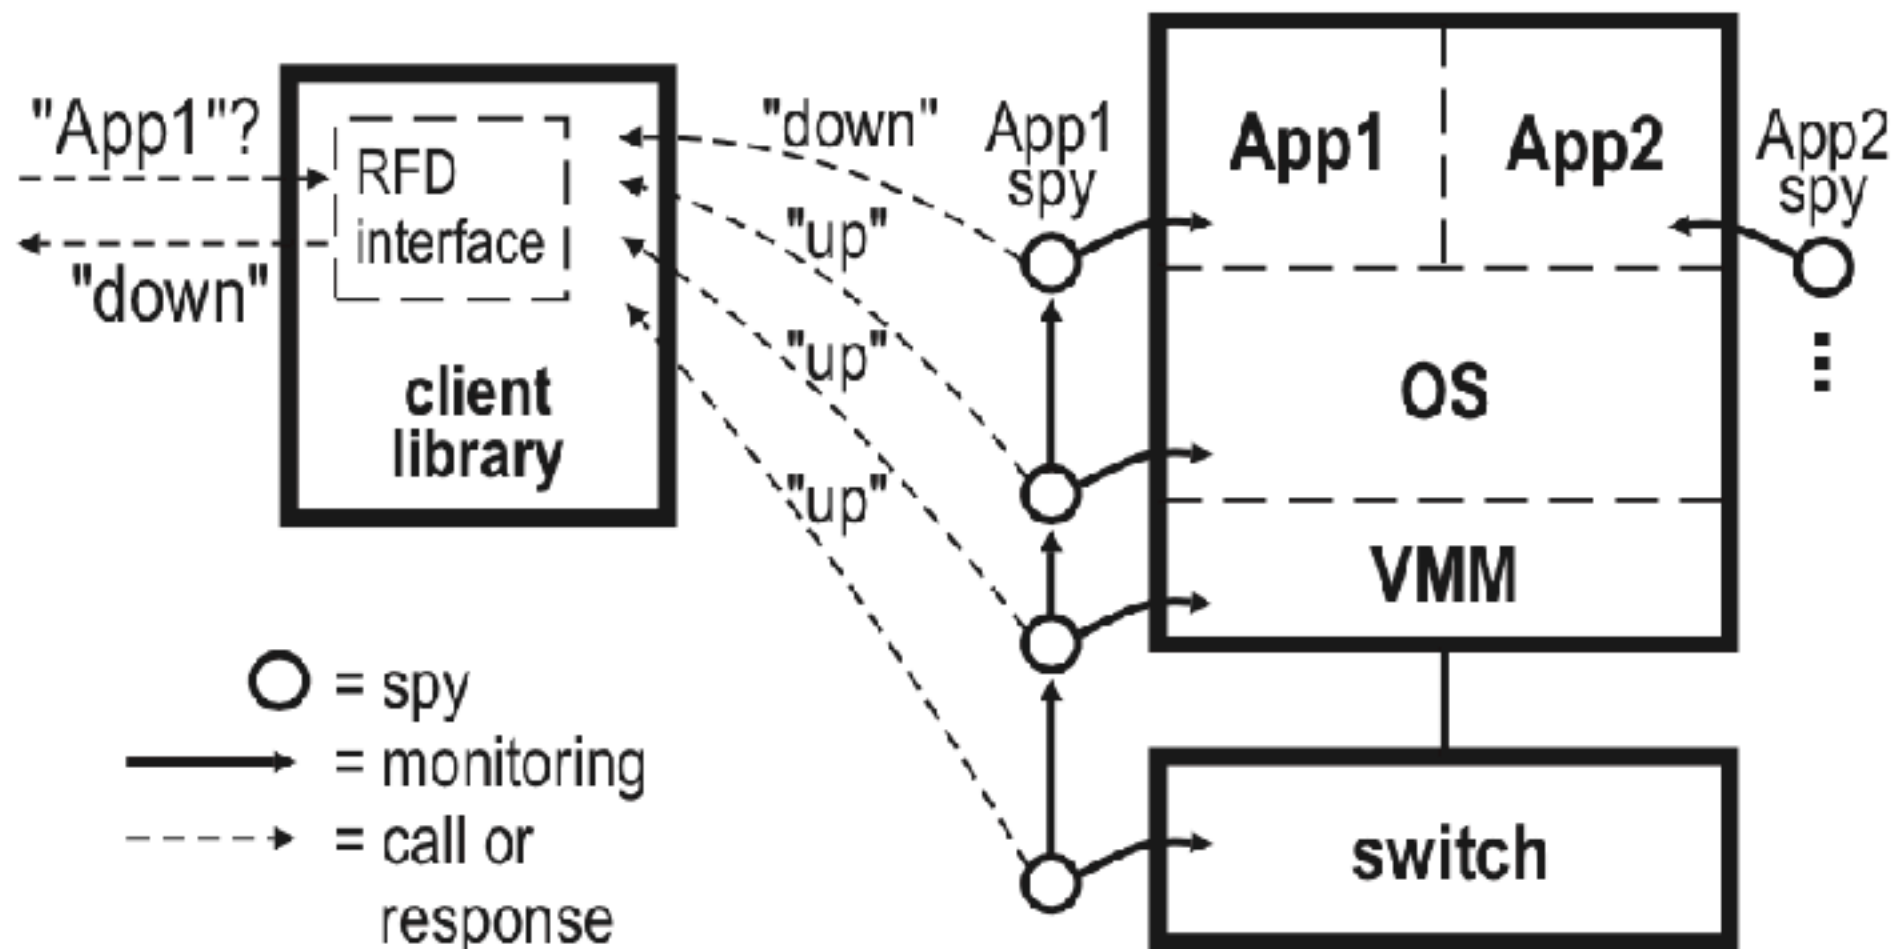 "App1"?
"down"
RFD
interface
client
library
"down"
"up"
"up"
"up"
App1
spy
App1
App2
App2
spy
OS
VMM
switch
= spy
= monitoring
= call or
response